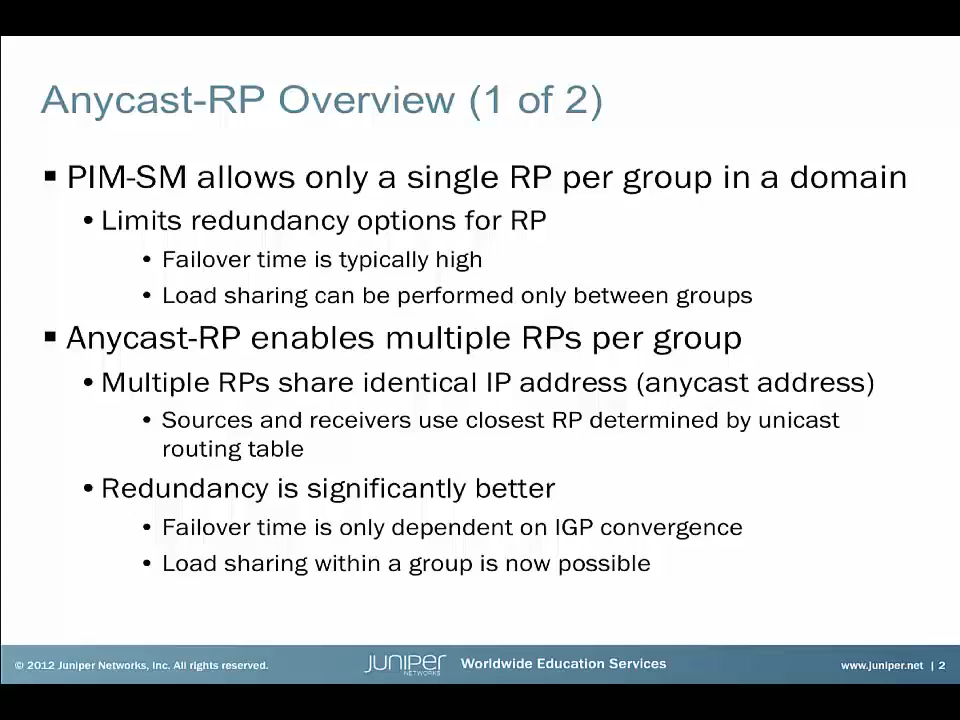 Anycast-RP Overview (1 of 2)
▪ PIM-SM allows only a single RP per group in a domain
• Limits redundancy options for RP
• Failover time is typically high
• Load sharing can be performed only between groups
▪ Anycast-RP enables multiple RPs per group
• Multiple RPs share identical IP address (anycast address)
• Sources and receivers use closest RP determined by unicast
routing table
• Redundancy is significantly better
• Failover time is only dependent on IGP convergence
• Load sharing within a group is now possible
© 2012 Juniper Networks, Inc. All rights reserved.
JUNIPER
NETWORKS
Worldwide Education Services
www.juniper.net | 2